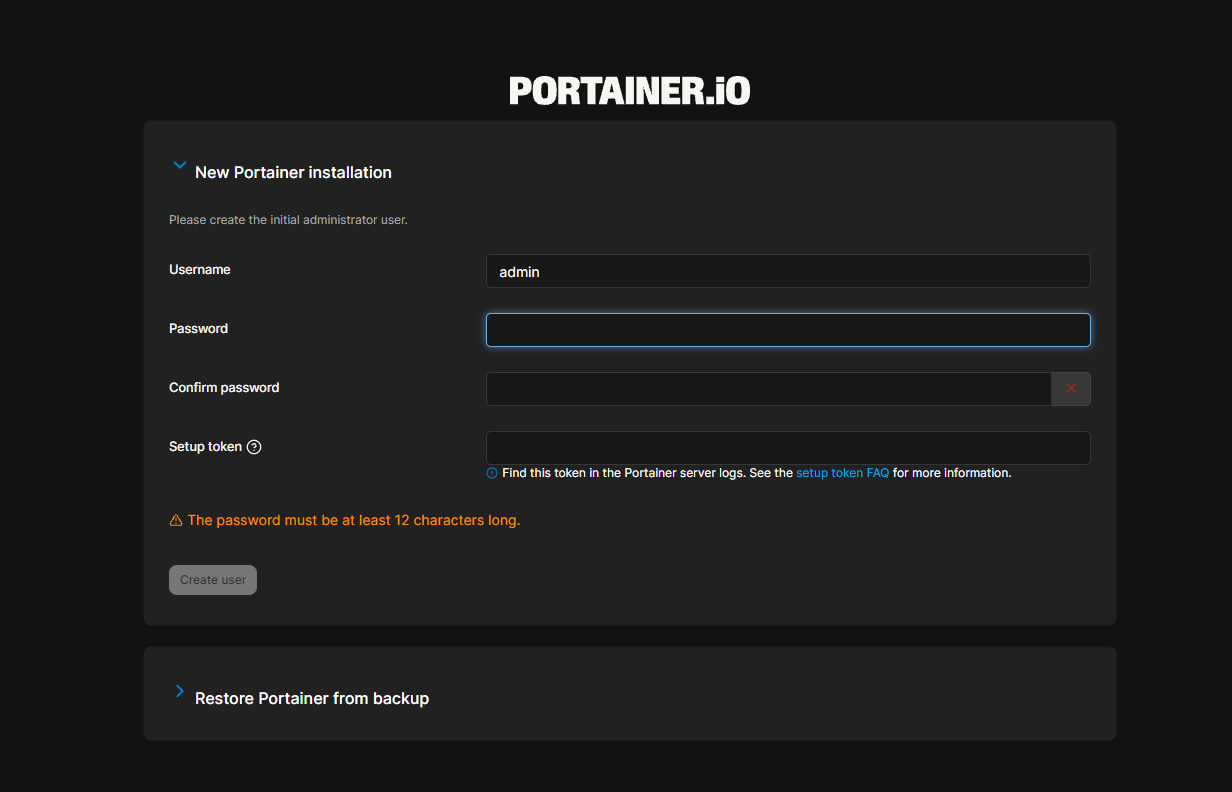 PORTAINER.iO
New Portainer installation
Please create the initial administrator user.
Username
admin
Password
Confirm password
Setup token
Find this token in the Portainer server logs. See the setup token FAQ for more information.
The password must be at least 12 characters long.
Create user
Restore Portainer from backup